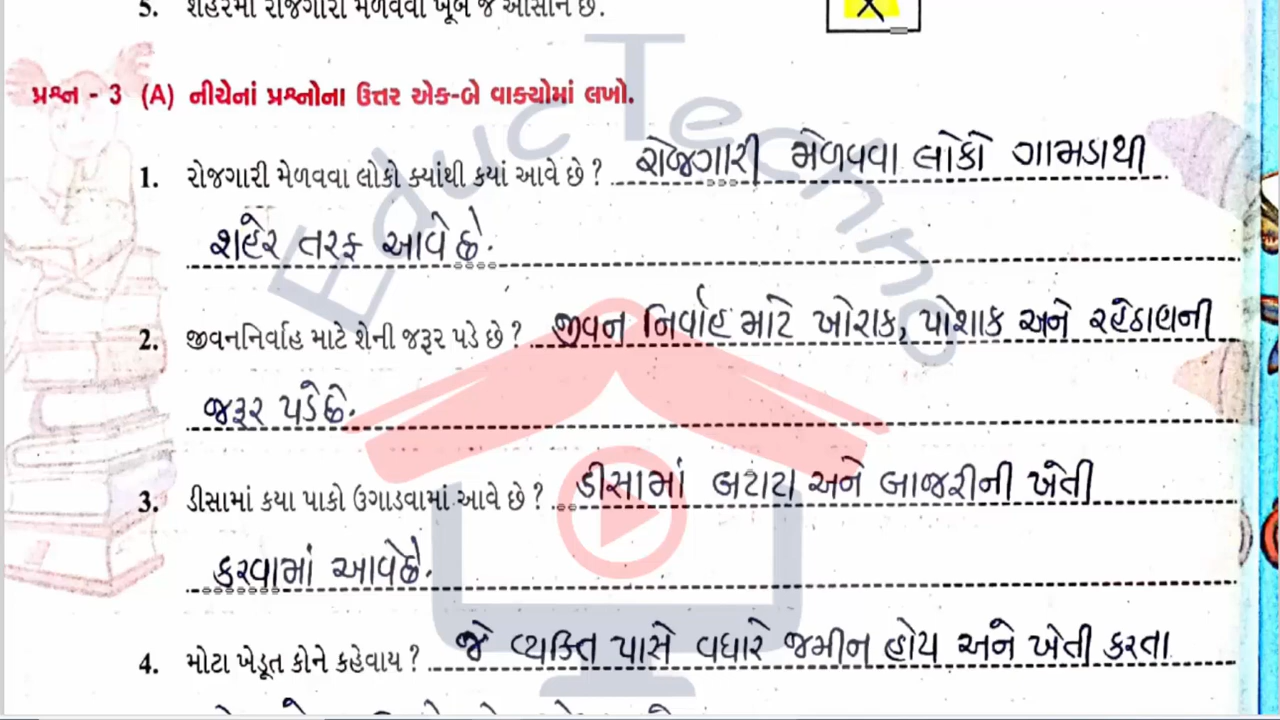 5. શહેરમાં રોજગારી મેળવવી ખૂબ જ આસાન છે. X
પ્રશ્ન - 3 (A) નીચેનાં પ્રશ્નોના ઉત્તર એક-બે વાક્યોમાં લખો.
1. રોજગારી મેળવવા લોકો ક્યાંથી કયાં આવે છે ? રોજગારી મેળવવા લોકો ગામડાથી
શહેર તરફ આવે છે.
2. જીવનનિર્વાહ માટે શેની જરૂર પડે છે ? જીવન નિર્વાહ માટે ખોરાક, પોશાક અને રહેઠાણની
જરૂર પડે છે.
3. ડીસામાં કયા પાકો ઉગાડવામાં આવે છે ? ડીસામાં બટાટા અને બાજરીની ખેતી
કરવામાં આવે છે.
4. મોટા ખેડૂત કોને કહેવાય ? જે વ્યક્તિ પાસે વધારે જમીન હોય અને ખેતી કરતા
Educ Techno